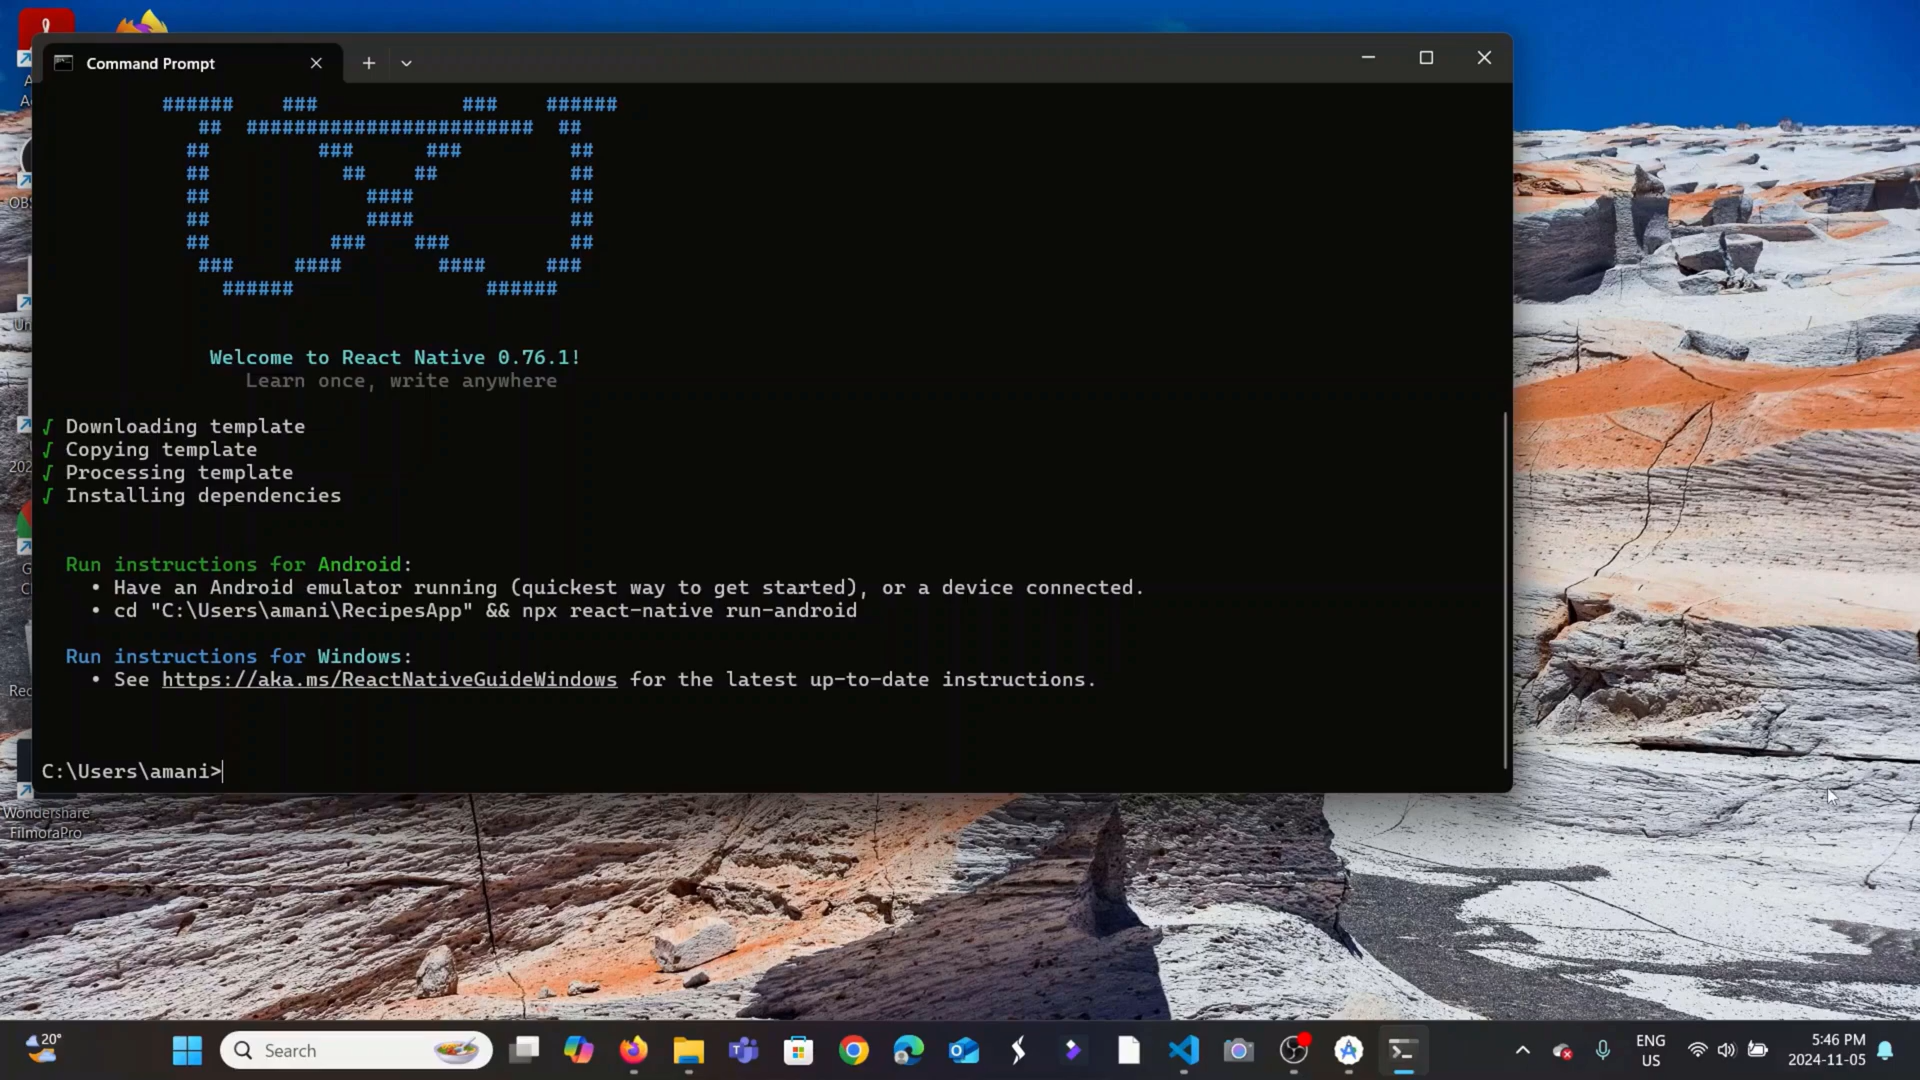 Command Prompt
######    ###            ###    ######
##  ########################  ##
##         ###      ###         ##
##           ##    ##           ##
##             ####             ##
##             ####             ##
##          ###    ###          ##
###     ####        ####     ###
######                ######
Welcome to React Native 0.76.1!
Learn once, write anywhere
√ Downloading template
√ Copying template
√ Processing template
√ Installing dependencies
Run instructions for Android:
• Have an Android emulator running (quickest way to get started), or a device connected.
• cd "C:\Users\amani\RecipesApp" && npx react-native run-android
Run instructions for Windows:
• See https://aka.ms/ReactNativeGuideWindows for the latest up-to-date instructions.
C:\Users\amani>
OBS
202
Rec
Wondershare
FilmoraPro
20°
Search
ENG
US
5:46 PM
2024-11-05